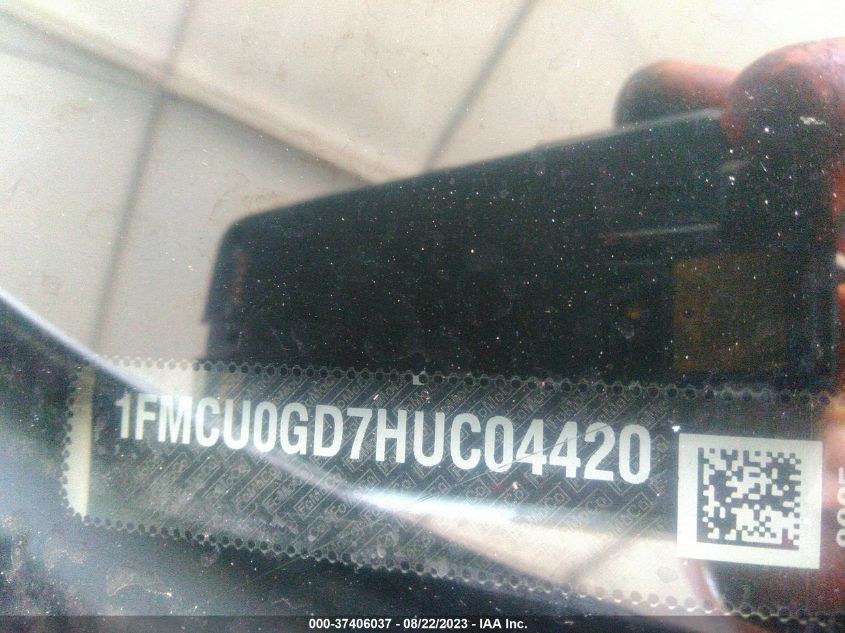 1FMCU0GD7HUC04420
000-37406037 - 08/22/2023 - IAA Inc.